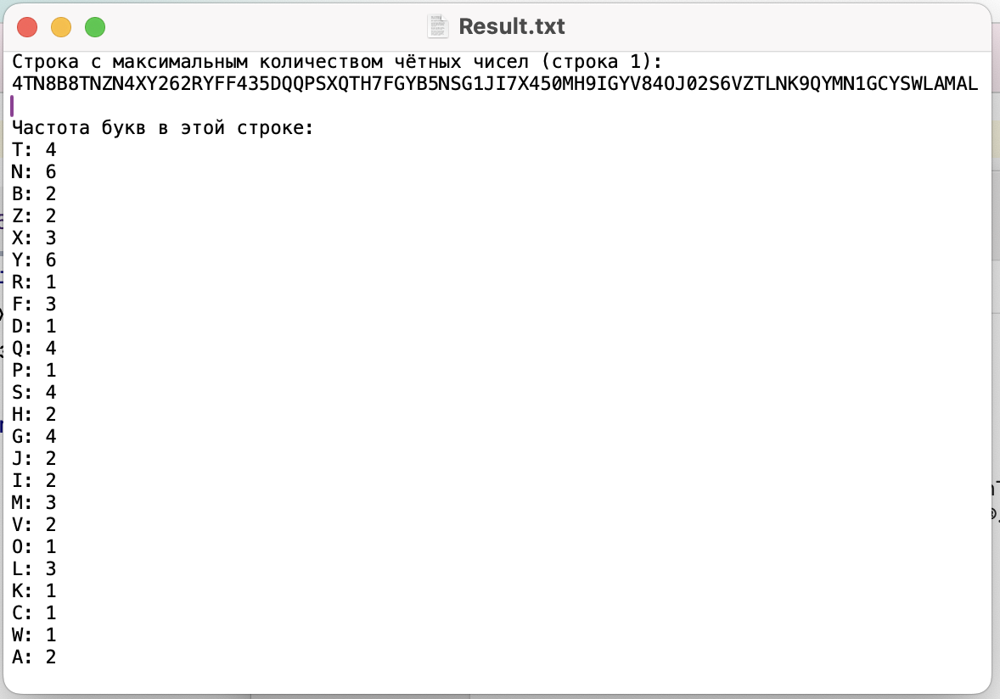 Result.txt
Строка с максимальным количеством чётных чисел (строка 1):
4TN8B8TNZN4XY262RYFF435DQQPSXQTH7FGYB5NSG1JI7X450MH9IGYV84OJ02S6VZTLNK9QYMN1GCYSWLAMAL
Частота букв в этой строке:
T: 4
N: 6
B: 2
Z: 2
X: 3
Y: 6
R: 1
F: 3
D: 1
Q: 4
P: 1
S: 4
H: 2
G: 4
J: 2
I: 2
M: 3
V: 2
O: 1
L: 3
K: 1
C: 1
W: 1
A: 2